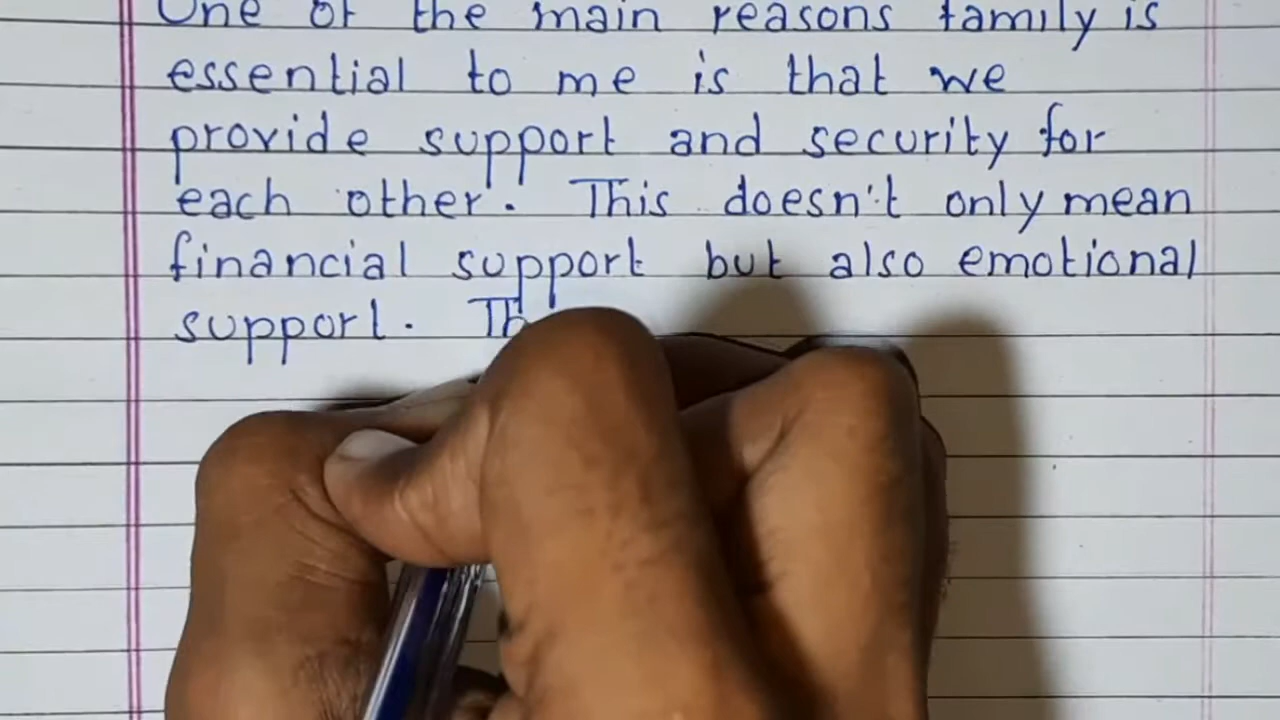 One of the main reasons family is
essential to me is that we
provide support and security for
each other. This doesn't only mean
financial support but also emotional
support. Th